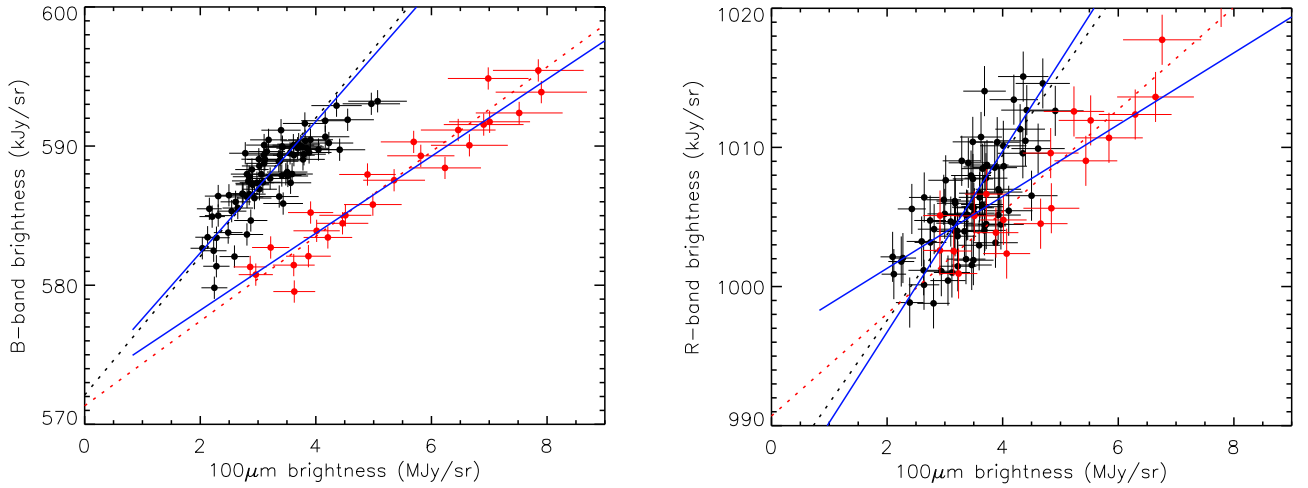 600
590
580
570
B-band brightness (kJy/sr)
0 2 4 6 8
100μm brightness (MJy/sr)
1020
1010
1000
990
R-band brightness (kJy/sr)
0 2 4 6 8
100μm brightness (MJy/sr)